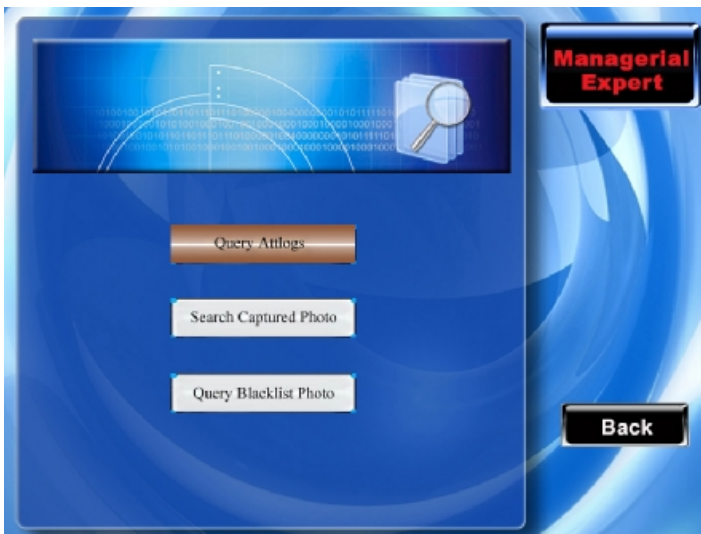 Managerial
Expert
Query Attlogs
Search Captured Photo
Query Blacklist Photo
Back